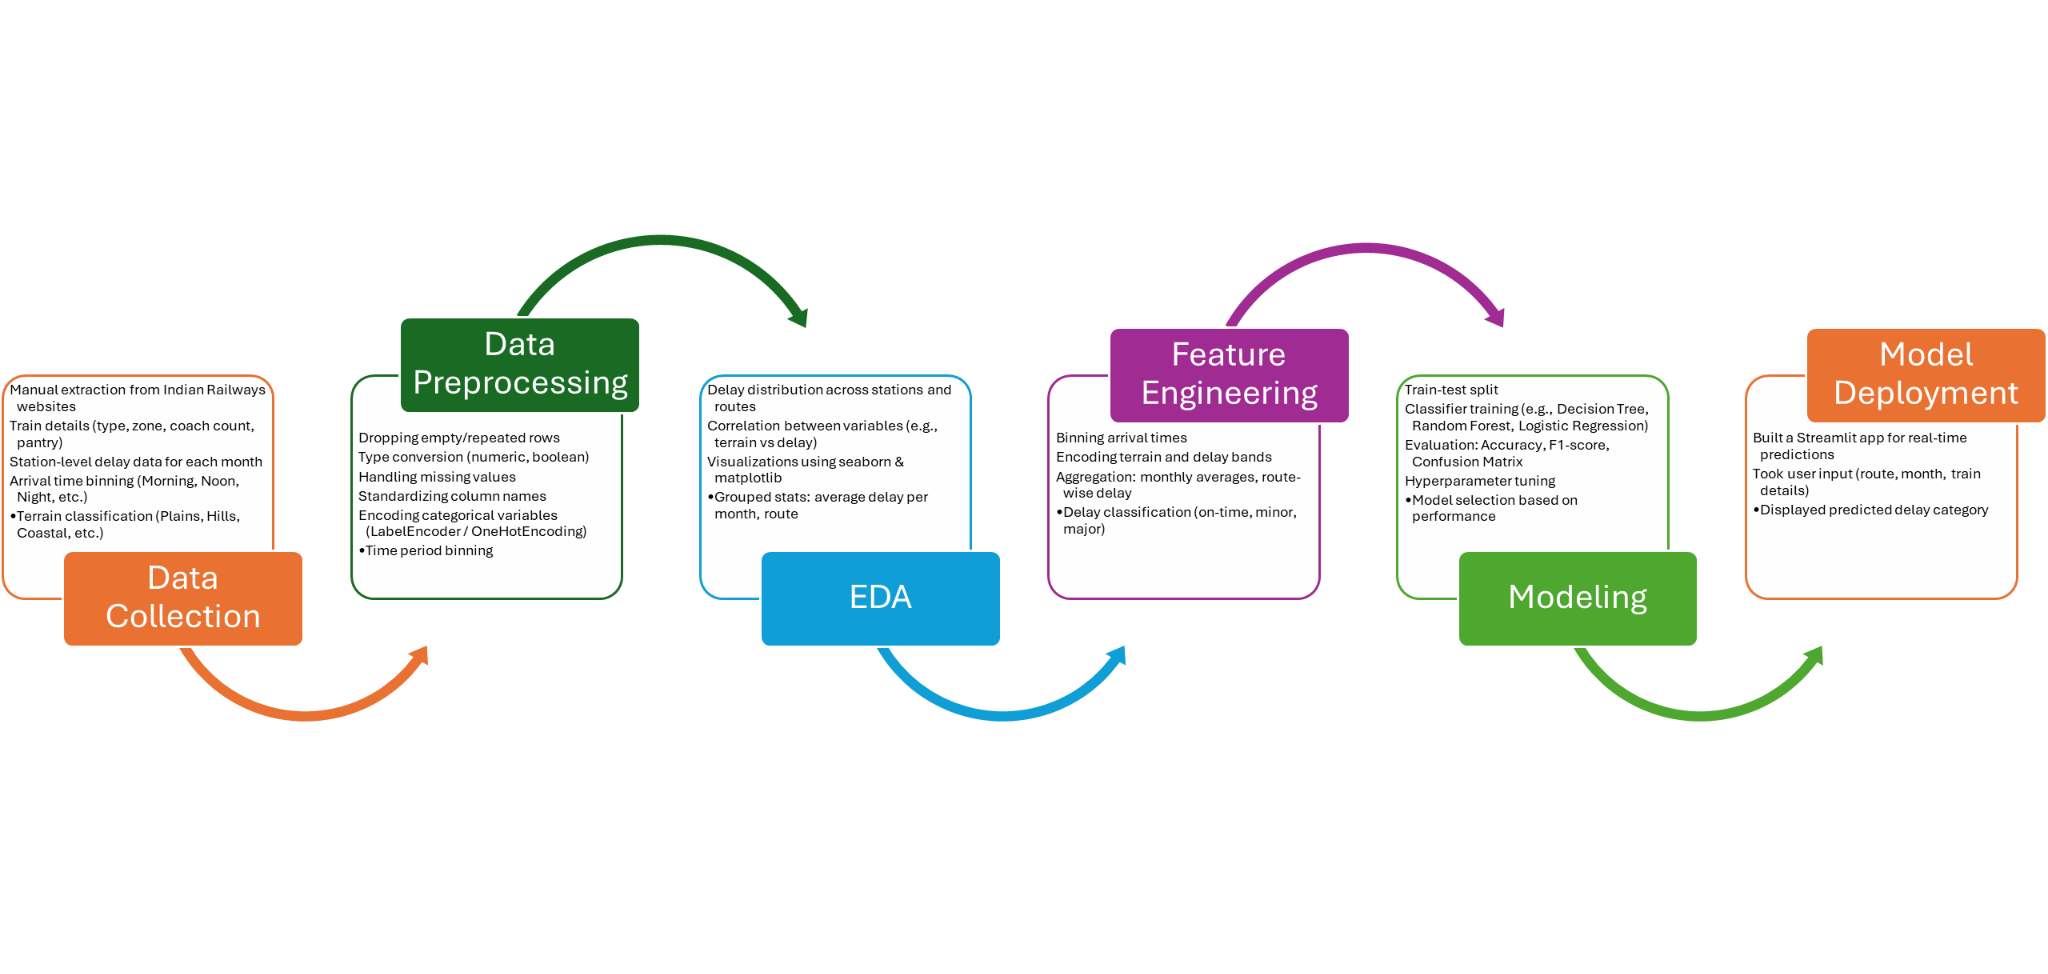 Manual extraction from Indian Railways
websites
Train details (type, zone, coach count,
pantry)
Station-level delay data for each month
Arrival time binning (Morning, Noon,
Night, etc.)
•Terrain classification (Plains, Hills,
Coastal, etc.)
Data
Collection
Data
Preprocessing
Dropping empty/repeated rows
Type conversion (numeric, boolean)
Handling missing values
Standardizing column names
Encoding categorical variables
(LabelEncoder / OneHotEncoding)
•Time period binning
Delay distribution across stations and
routes
Correlation between variables (e.g.,
terrain vs delay)
Visualizations using seaborn &
matplotlib
•Grouped stats: average delay per
month, route
EDA
Feature
Engineering
Binning arrival times
Encoding terrain and delay bands
Aggregation: monthly averages, route-
wise delay
•Delay classification (on-time, minor,
major)
Train-test split
Classifier training (e.g., Decision Tree,
Random Forest, Logistic Regression)
Evaluation: Accuracy, F1-score,
Confusion Matrix
Hyperparameter tuning
•Model selection based on
performance
Modeling
Model
Deployment
Built a Streamlit app for real-time
predictions
Took user input (route, month, train
details)
•Displayed predicted delay category